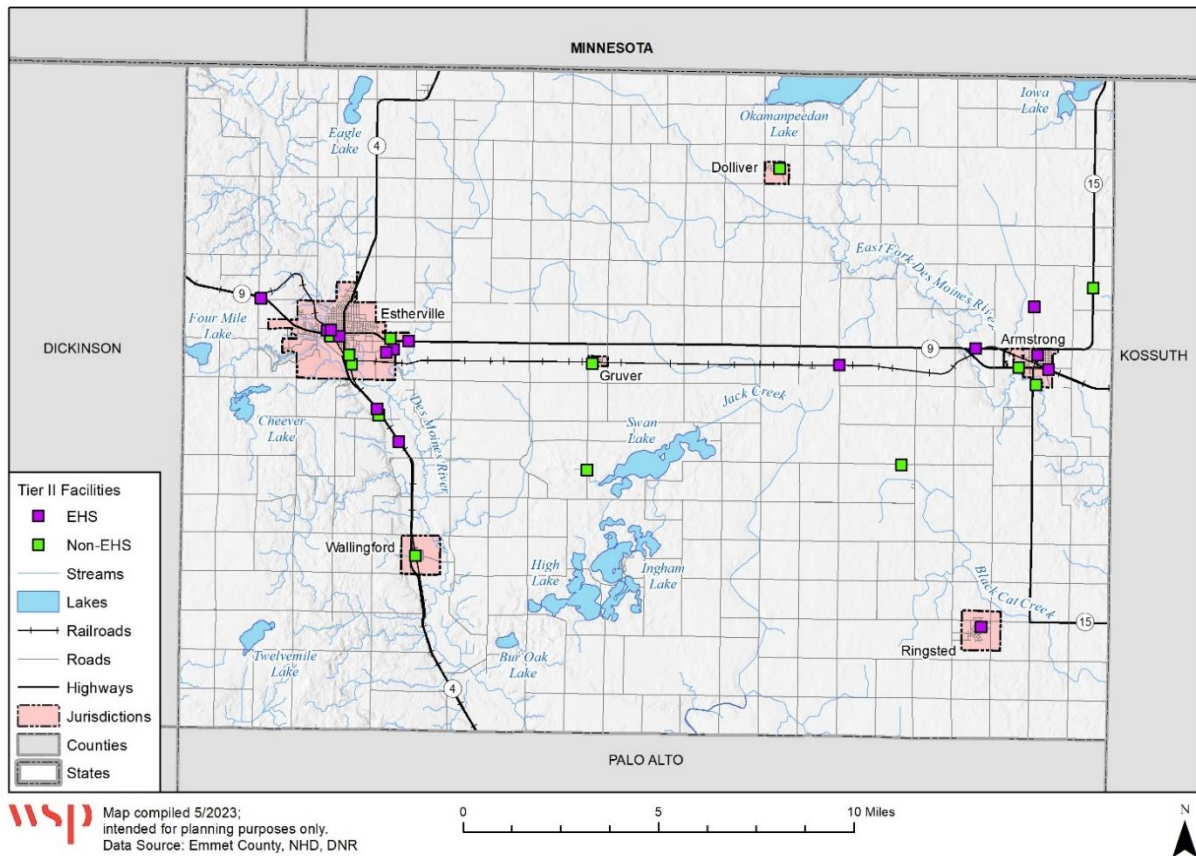 MINNESOTA
Iowa
Lake
Okamanpeedan
Lake
Eagle
Lake
4
Dolliver
15
East Fork Des Moines River
9
Estherville
Four Mile
Lake
DICKINSON
9
Armstrong
KOSSUTH
Gruver
Jack Creek
Des Moines River
Cheever
Lake
Swan
Lake
Tier II Facilities
EHS
Non-EHS
Streams
Lakes
Railroads
Roads
Highways
Jurisdictions
Counties
States
Wallingford
High
Lake
Ingham
Lake
Black Cat Creek
15
Ringsted
Twelvemile
Lake
Bur Oak
Lake
4
PALO ALTO
wsp
Map compiled 5/2023;
intended for planning purposes only.
Data Source: Emmet County, NHD, DNR
0 5 10 Miles
N